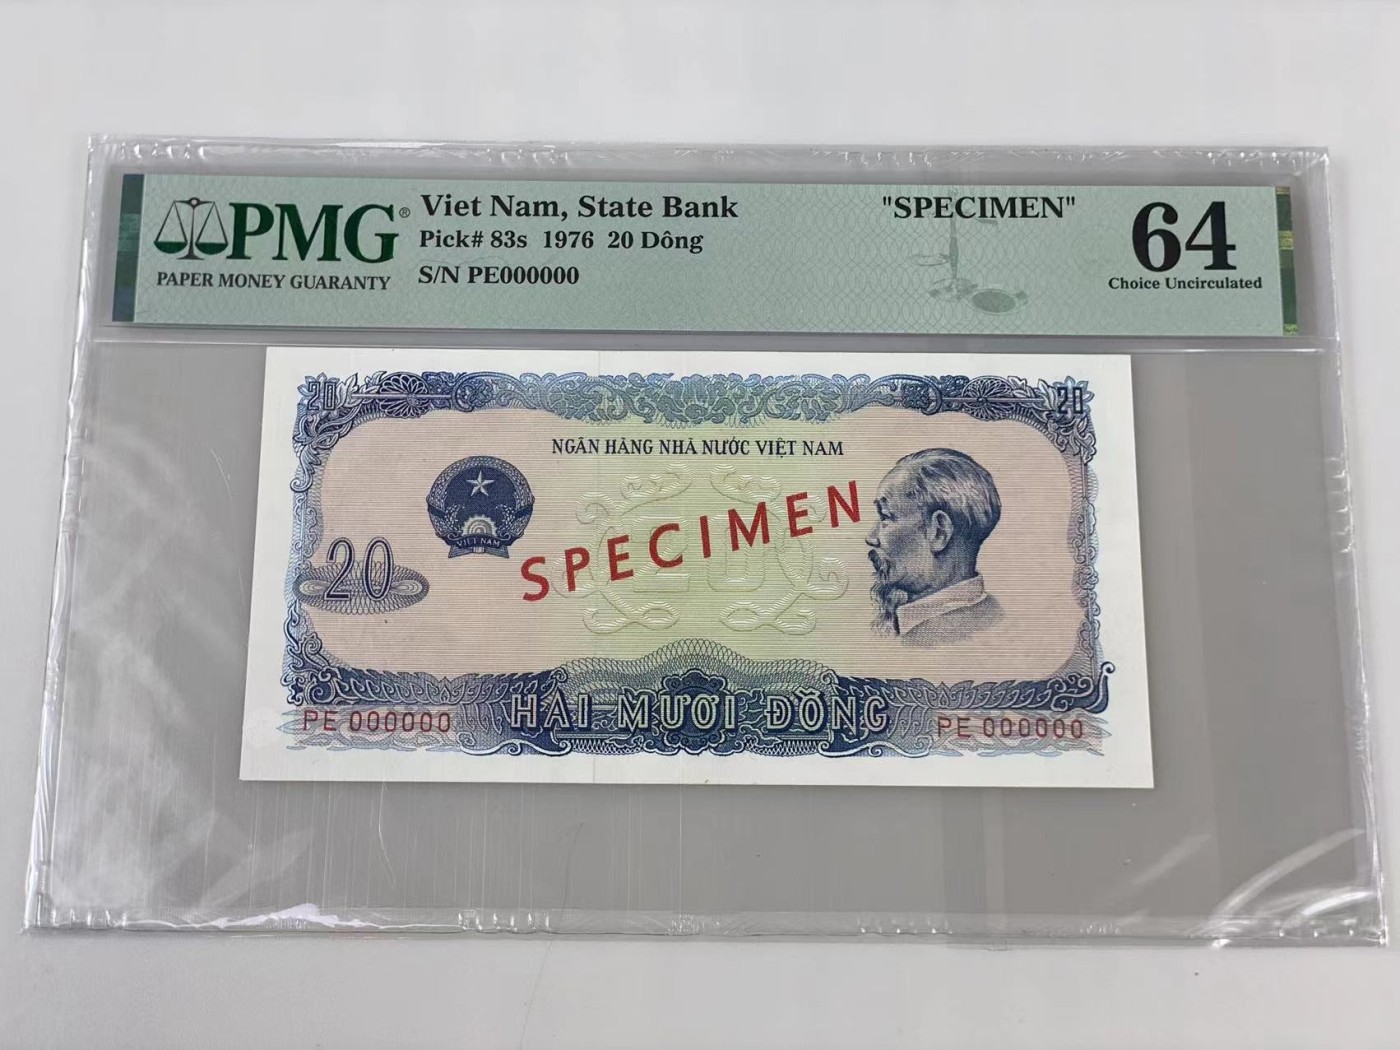 PMG®
PAPER MONEY GUARANTY
Viet Nam, State Bank
Pick# 83s 1976 20 Dông
S/N PE000000
"SPECIMEN"
64
Choice Uncirculated
20
20
NGÂN HÀNG NHÀ NƯỚC VIỆT NAM
VIỆT NAM
20
20
SPECIMEN
PE 000000
HAI MƯƠI ĐỒNG
PE 000000